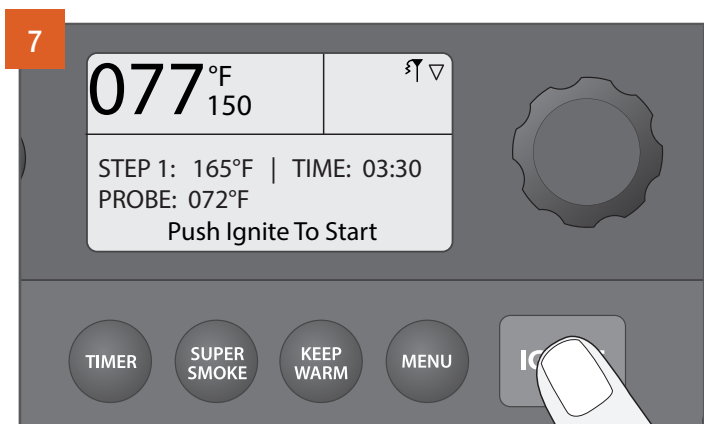 7
077 °F
150
STEP 1: 165°F | TIME: 03:30
PROBE: 072°F
Push Ignite To Start
TIMER
SUPER
SMOKE
KEEP
WARM
MENU